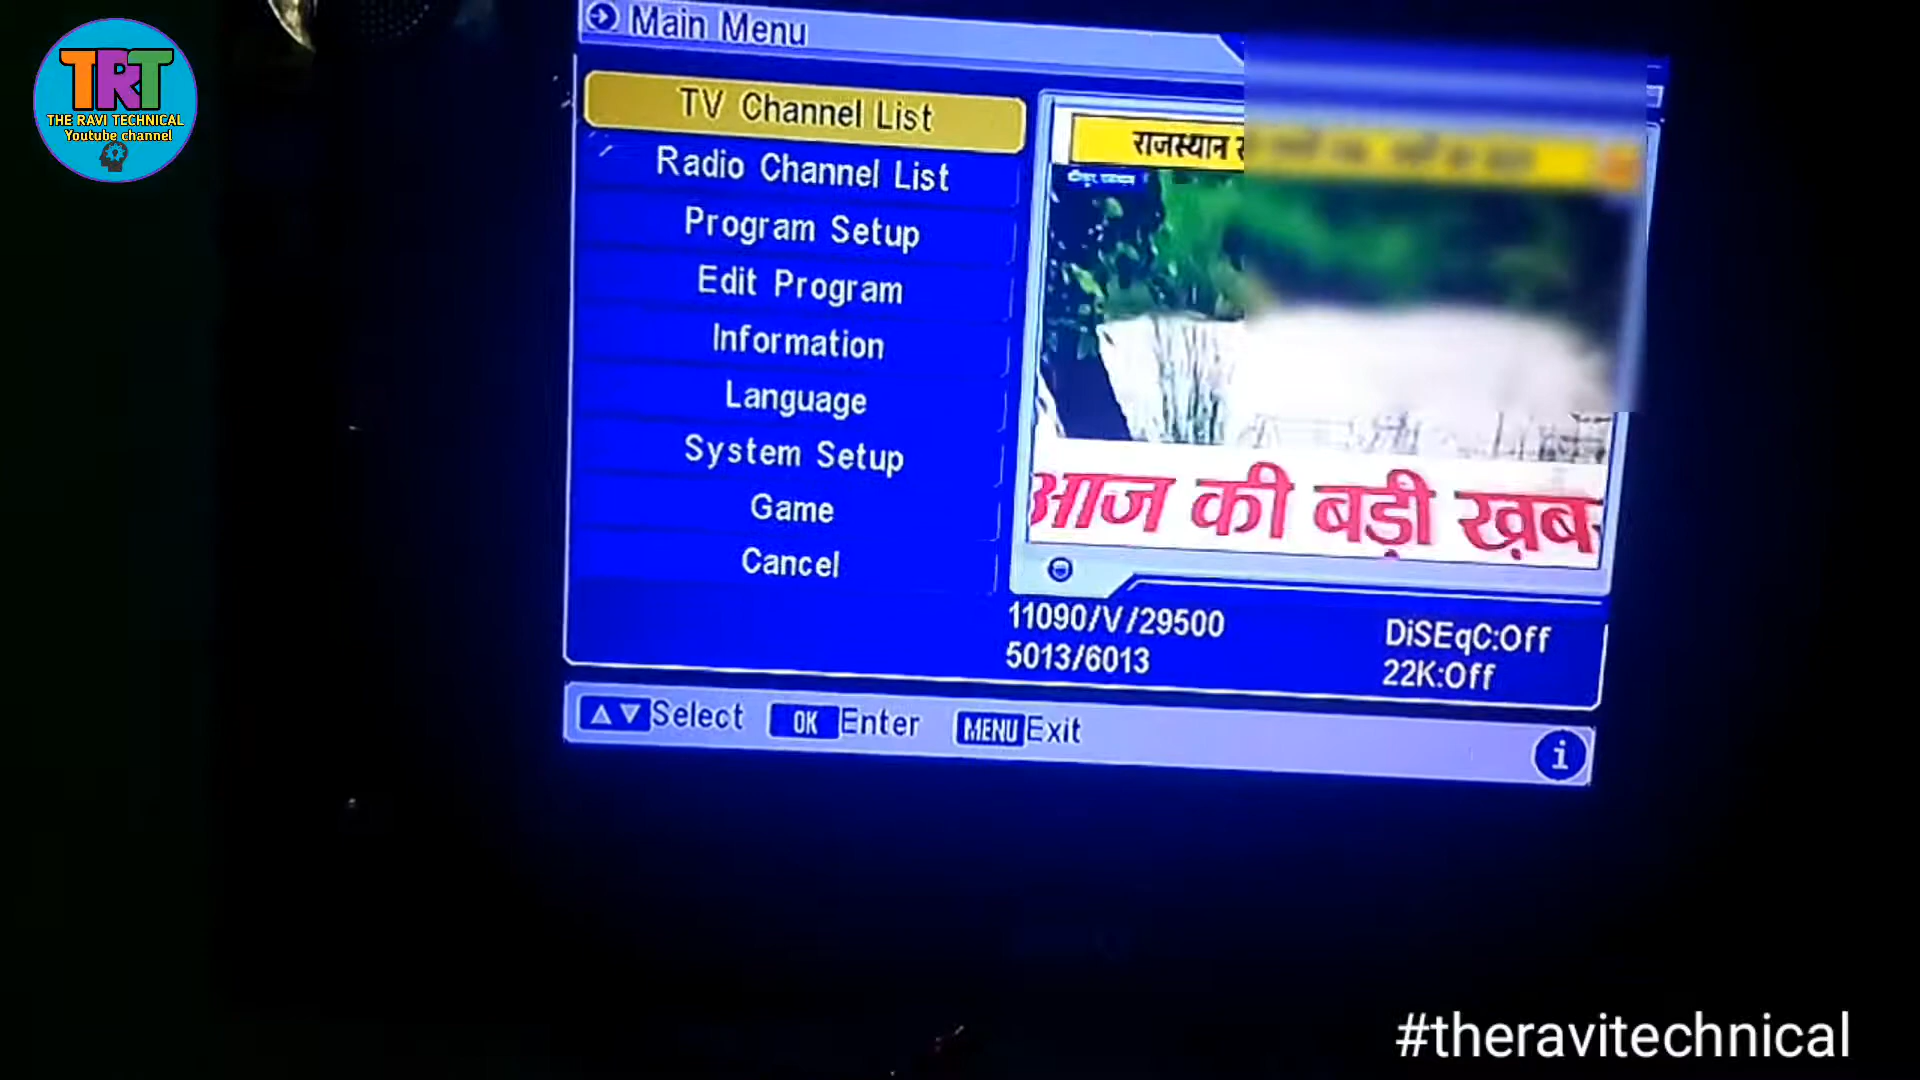 TRT
THE RAVI TECHNICAL
Youtube channel
Main Menu
TV Channel List
Radio Channel List
Program Setup
Edit Program
Information
Language
System Setup
Game
Cancel
राजस्थान
आज की बड़ी ख़ब
11090/V/29500
DiSEqC:Off
5013/6013
22K:Off
Select
OK Enter
MENU Exit
i
#theravitechnical